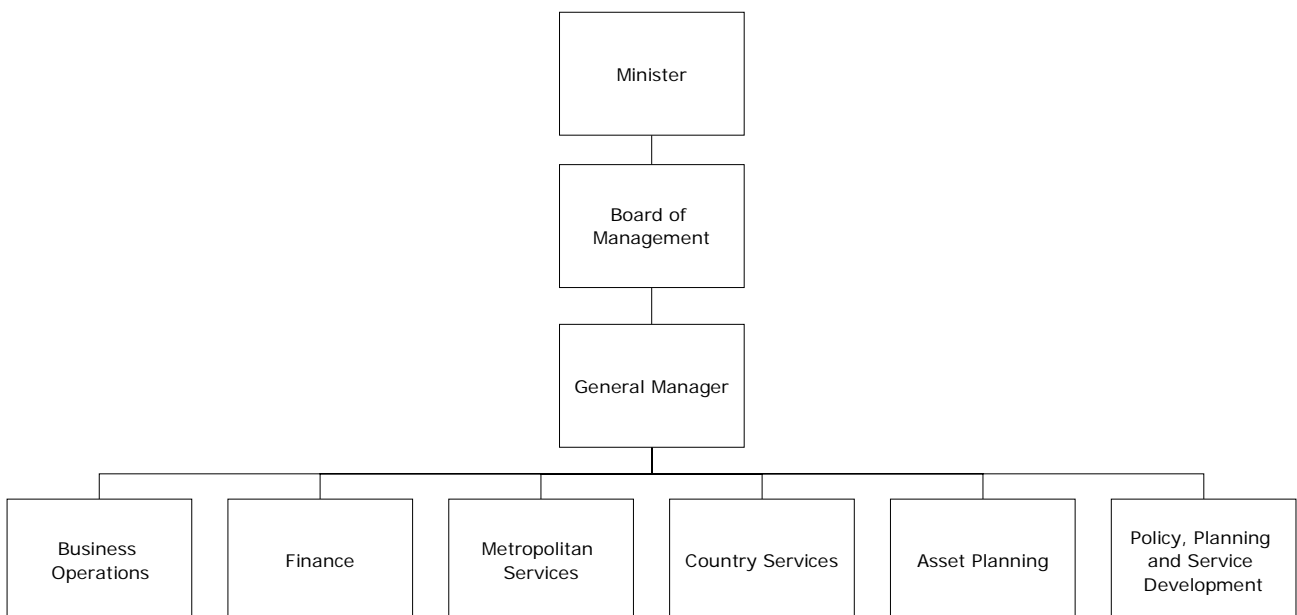 Minister
Board of
Management
General Manager
Business
Operations
Finance
Metropolitan
Services
Country Services
Asset Planning
Policy, Planning
and Service
Development